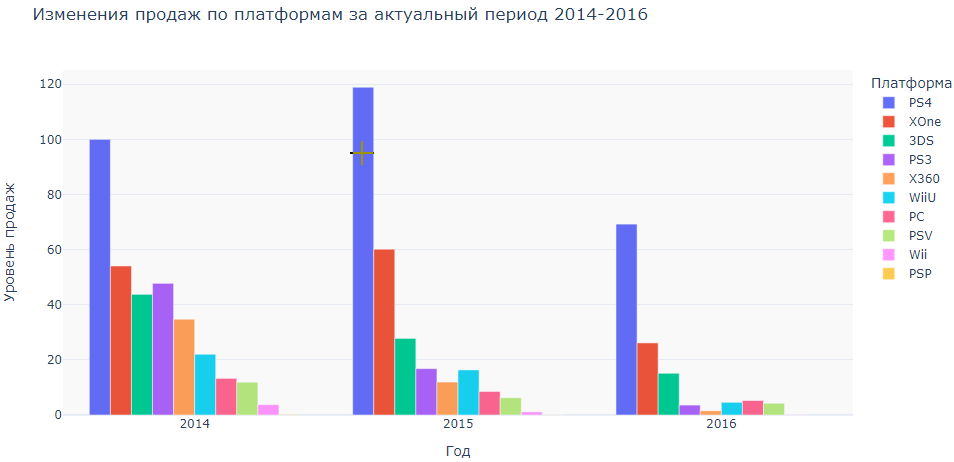 Изменения продаж по платформам за актуальный период 2014-2016
Платформа
PS4
XOne
3DS
PS3
X360
WiiU
PC
PSV
Wii
PSP
Уровень продаж
120
100
80
60
40
20
0
2014
2015
2016
Год